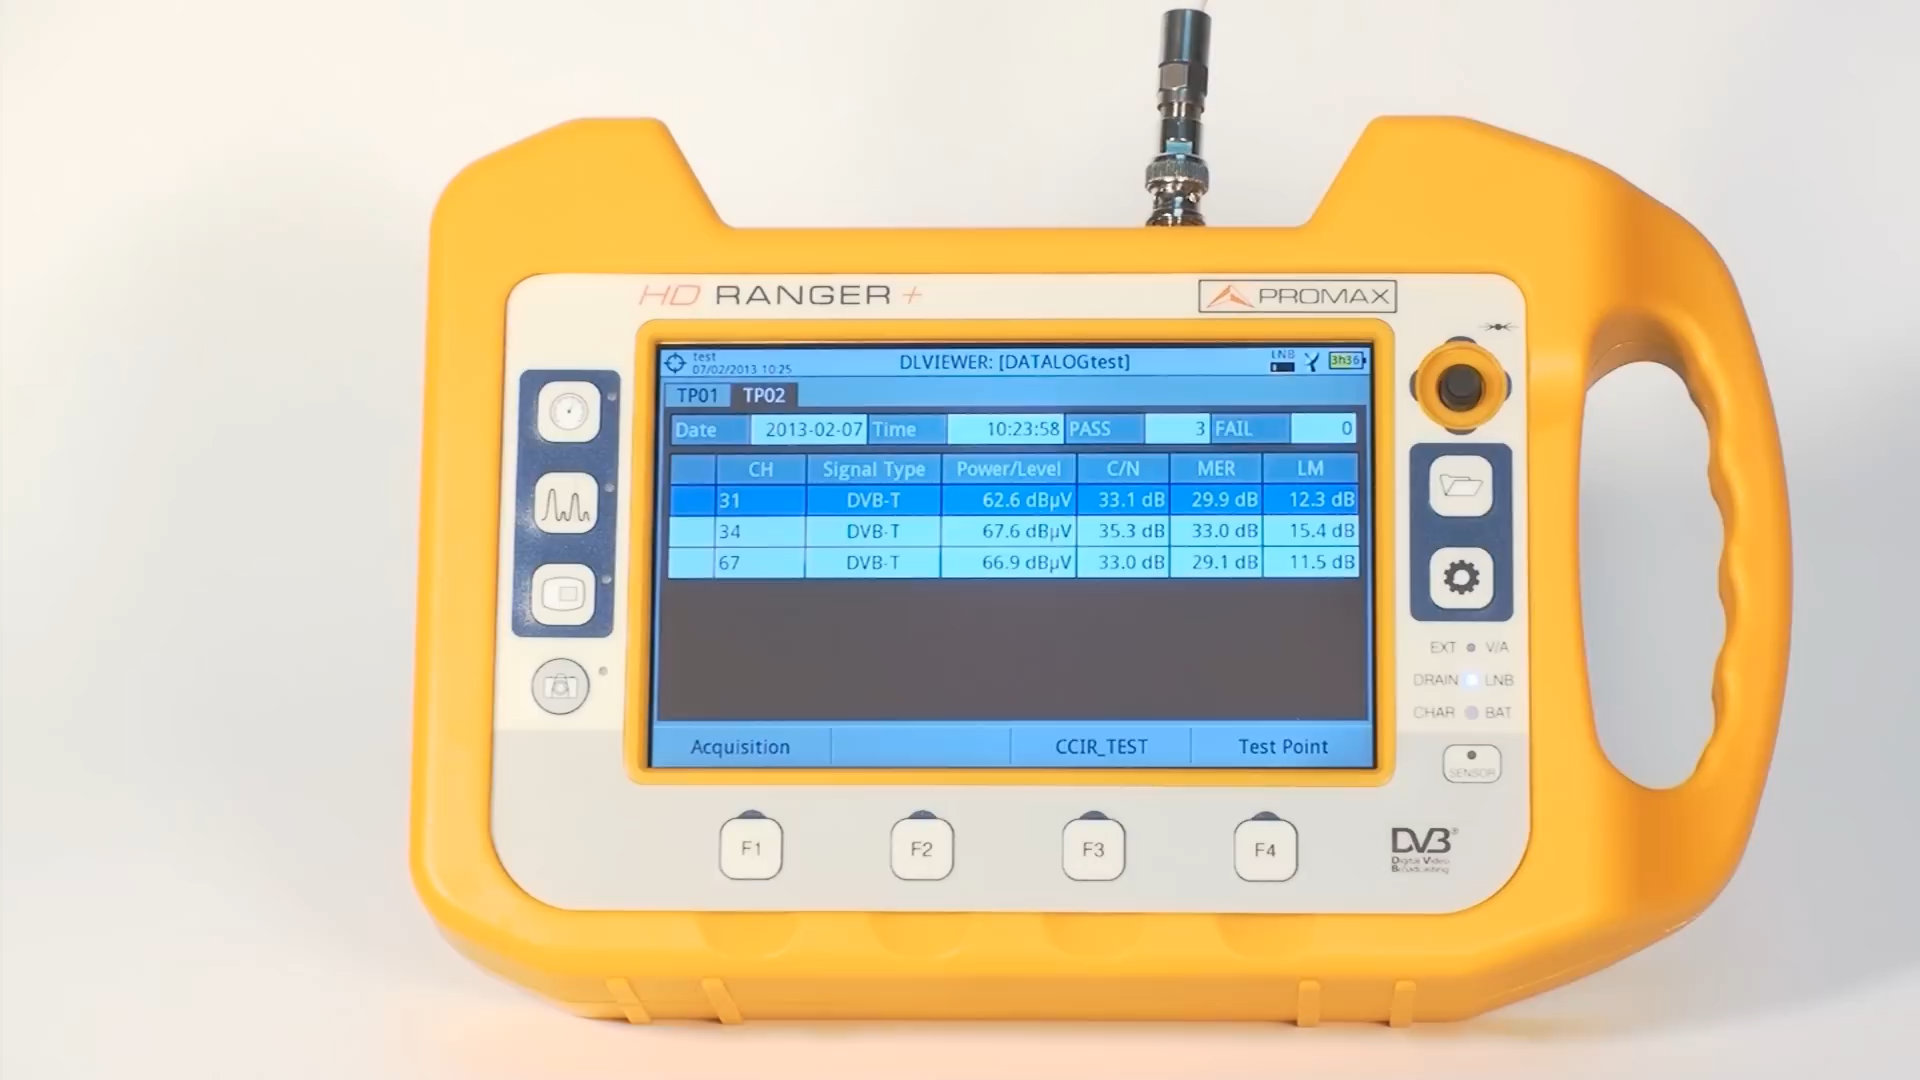 HD RANGER +
PROMAX
test
07/02/2013 10:25
DLVIEWER: [DATALOGtest]
LNB
3h36
TP01 TP02
Date 2013-02-07 Time 10:23:58 PASS 3 FAIL 0
CH Signal Type Power/Level C/N MER LM
31 DVB-T 62.6 dBµV 33.1 dB 29.9 dB 12.3 dB
34 DVB-T 67.6 dBµV 35.3 dB 33.0 dB 15.4 dB
67 DVB-T 66.9 dBµV 33.0 dB 29.1 dB 11.5 dB
Acquisition CCIR_TEST Test Point
EXT V/A
DRAIN LNB
CHAR BAT
SENSOR
F1 F2 F3 F4
DVB®
Digital Video
Broadcasting